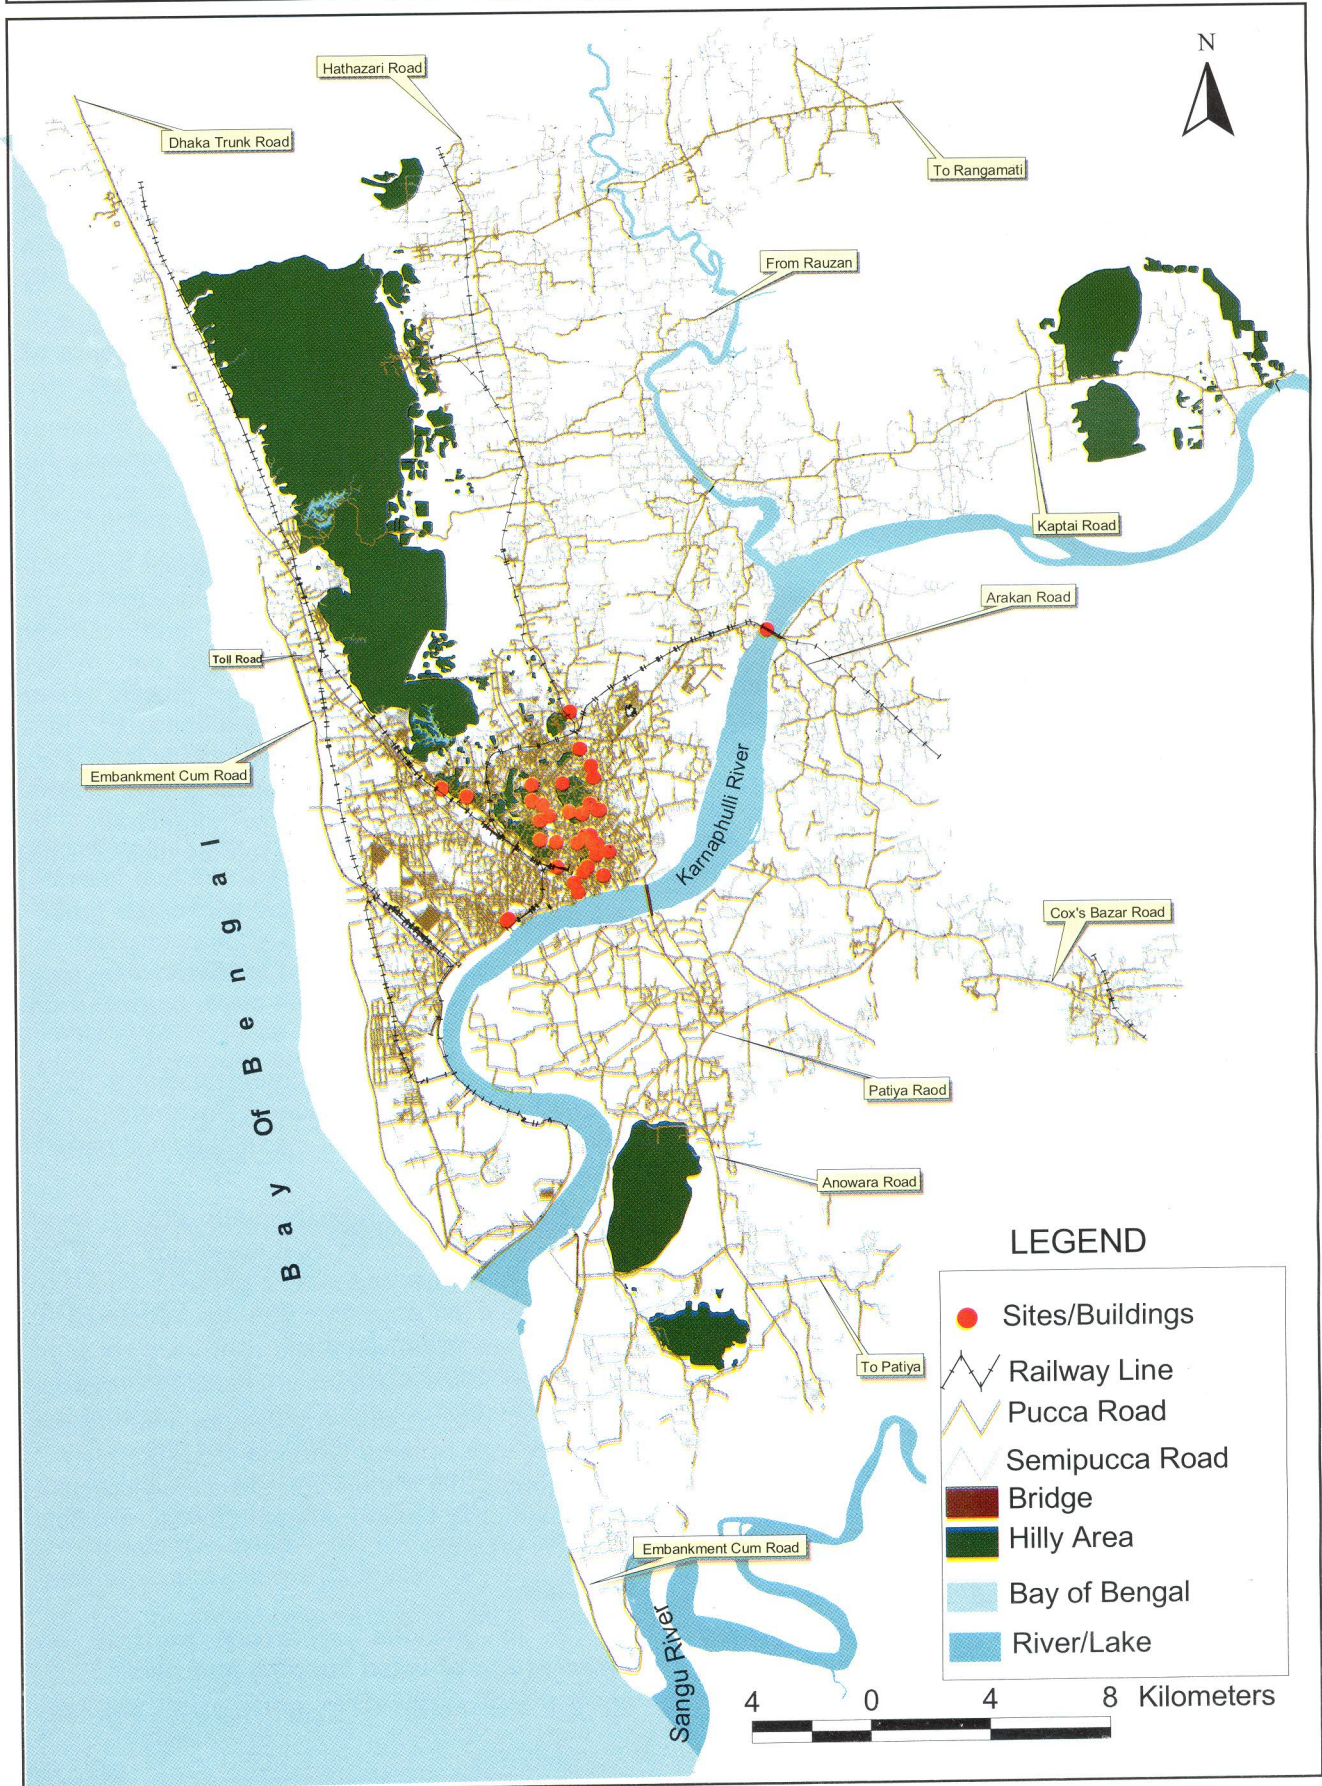 N
Hathazari Road
Dhaka Trunk Road
To Rangamati
From Rauzan
Kaptai Road
Arakan Road
Toll Road
Embankment Cum Road
Karnaphulli River
Cox's Bazar Road
Bay Of Bengal
Patiya Raod
Anowara Road
To Patiya
Embankment Cum Road
Sangu River
LEGEND
Sites/Buildings
Railway Line
Pucca Road
Semipucca Road
Bridge
Hilly Area
Bay of Bengal
River/Lake
4 0 4 8 Kilometers